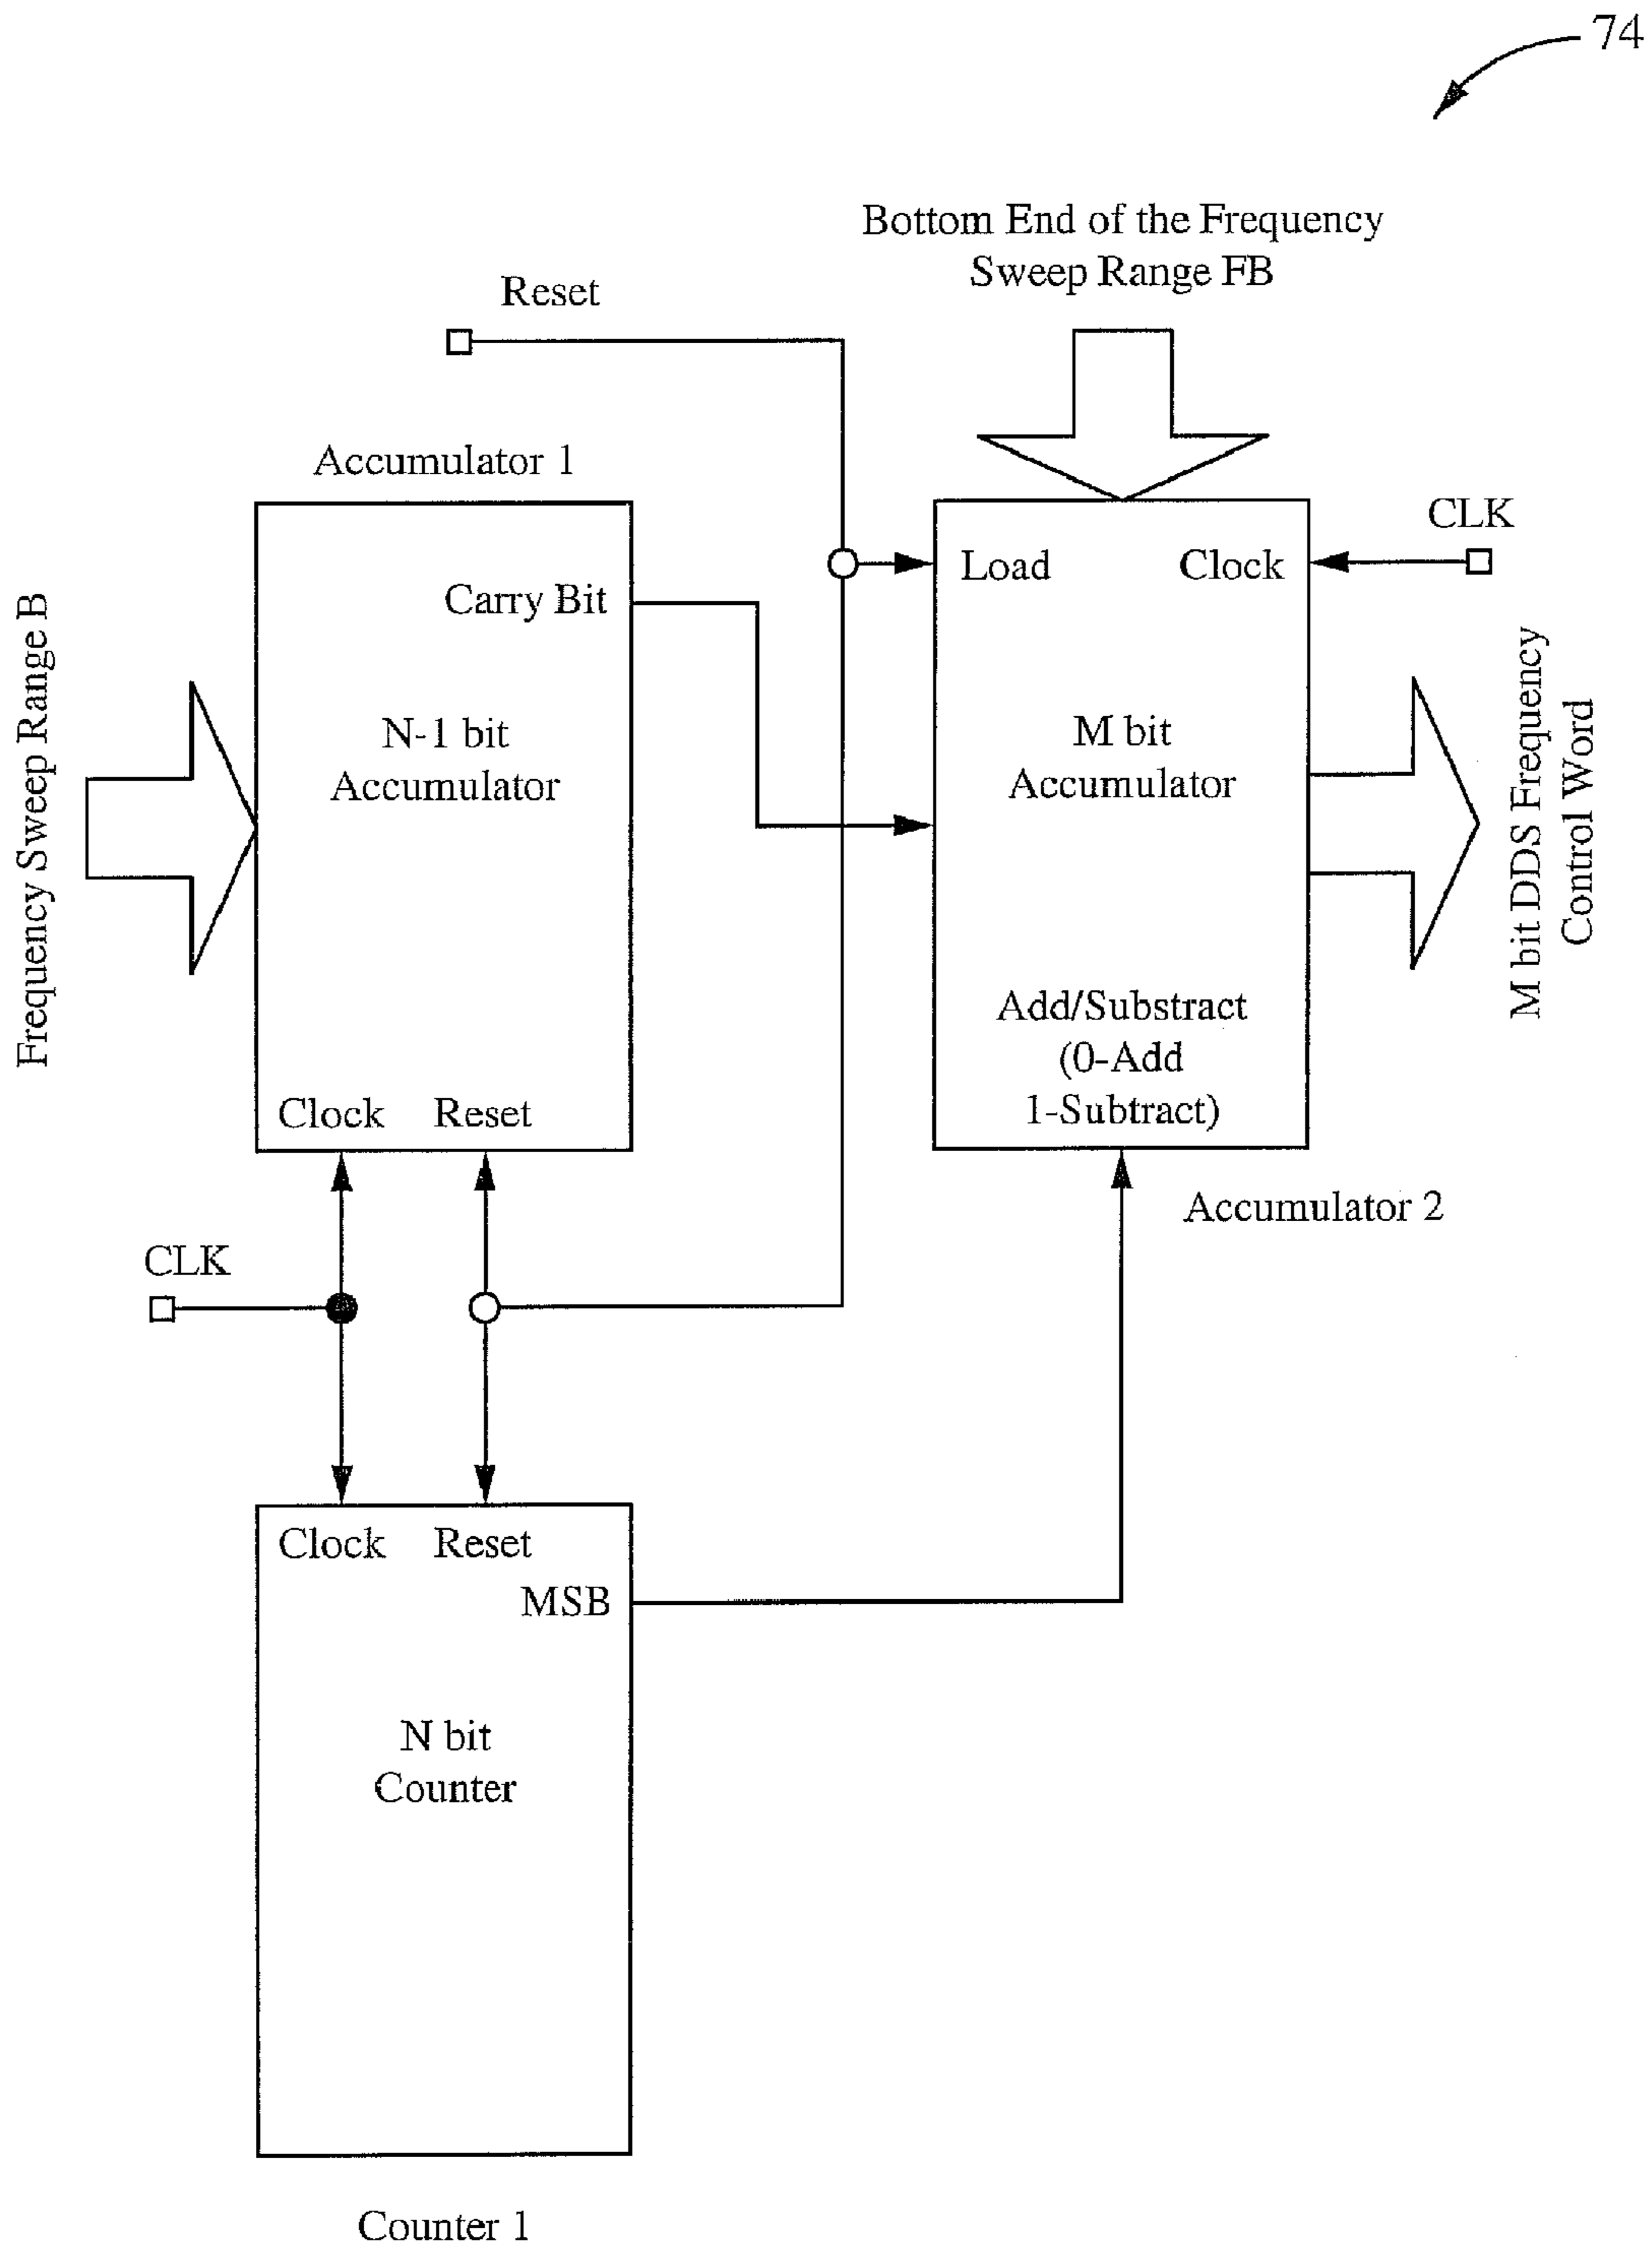 74
Bottom End of the Frequency
Sweep Range FB
Reset
Accumulator 1
CLK
Carry Bit
Load
Clock
Frequency Sweep Range B
N-1 bit
Accumulator
M bit
Accumulator
M bit DDS Frequency
Control Word
Add/Substract
(0-Add
1-Subtract)
Clock
Reset
Accumulator 2
CLK
Clock
Reset
MSB
N bit
Counter
Counter 1